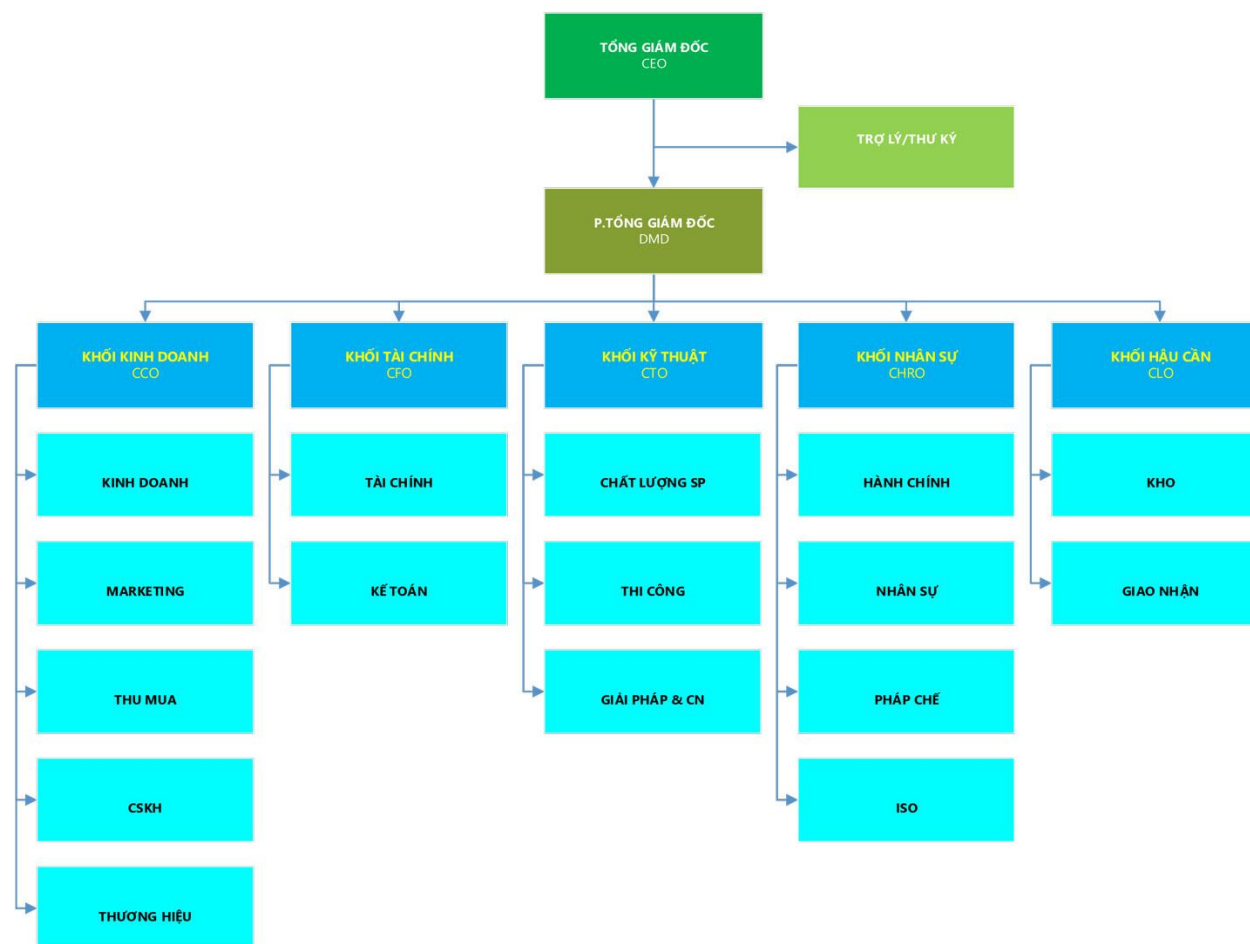 TỔNG GIÁM ĐỐC
CEO
TRỢ LÝ/THƯ KÝ
P.TỔNG GIÁM ĐỐC
DMD
KHỐI KINH DOANH
CCO
KHỐI TÀI CHÍNH
CFO
KHỐI KỸ THUẬT
CTO
KHỐI NHÂN SỰ
CHRO
KHỐI HẬU CẦN
CLO
KINH DOANH
TÀI CHÍNH
CHẤT LƯỢNG SP
HÀNH CHÍNH
KHO
MARKETING
KẾ TOÁN
THI CÔNG
NHÂN SỰ
GIAO NHẬN
THU MUA
GIẢI PHÁP & CN
PHÁP CHẾ
CSKH
ISO
THƯƠNG HIỆU